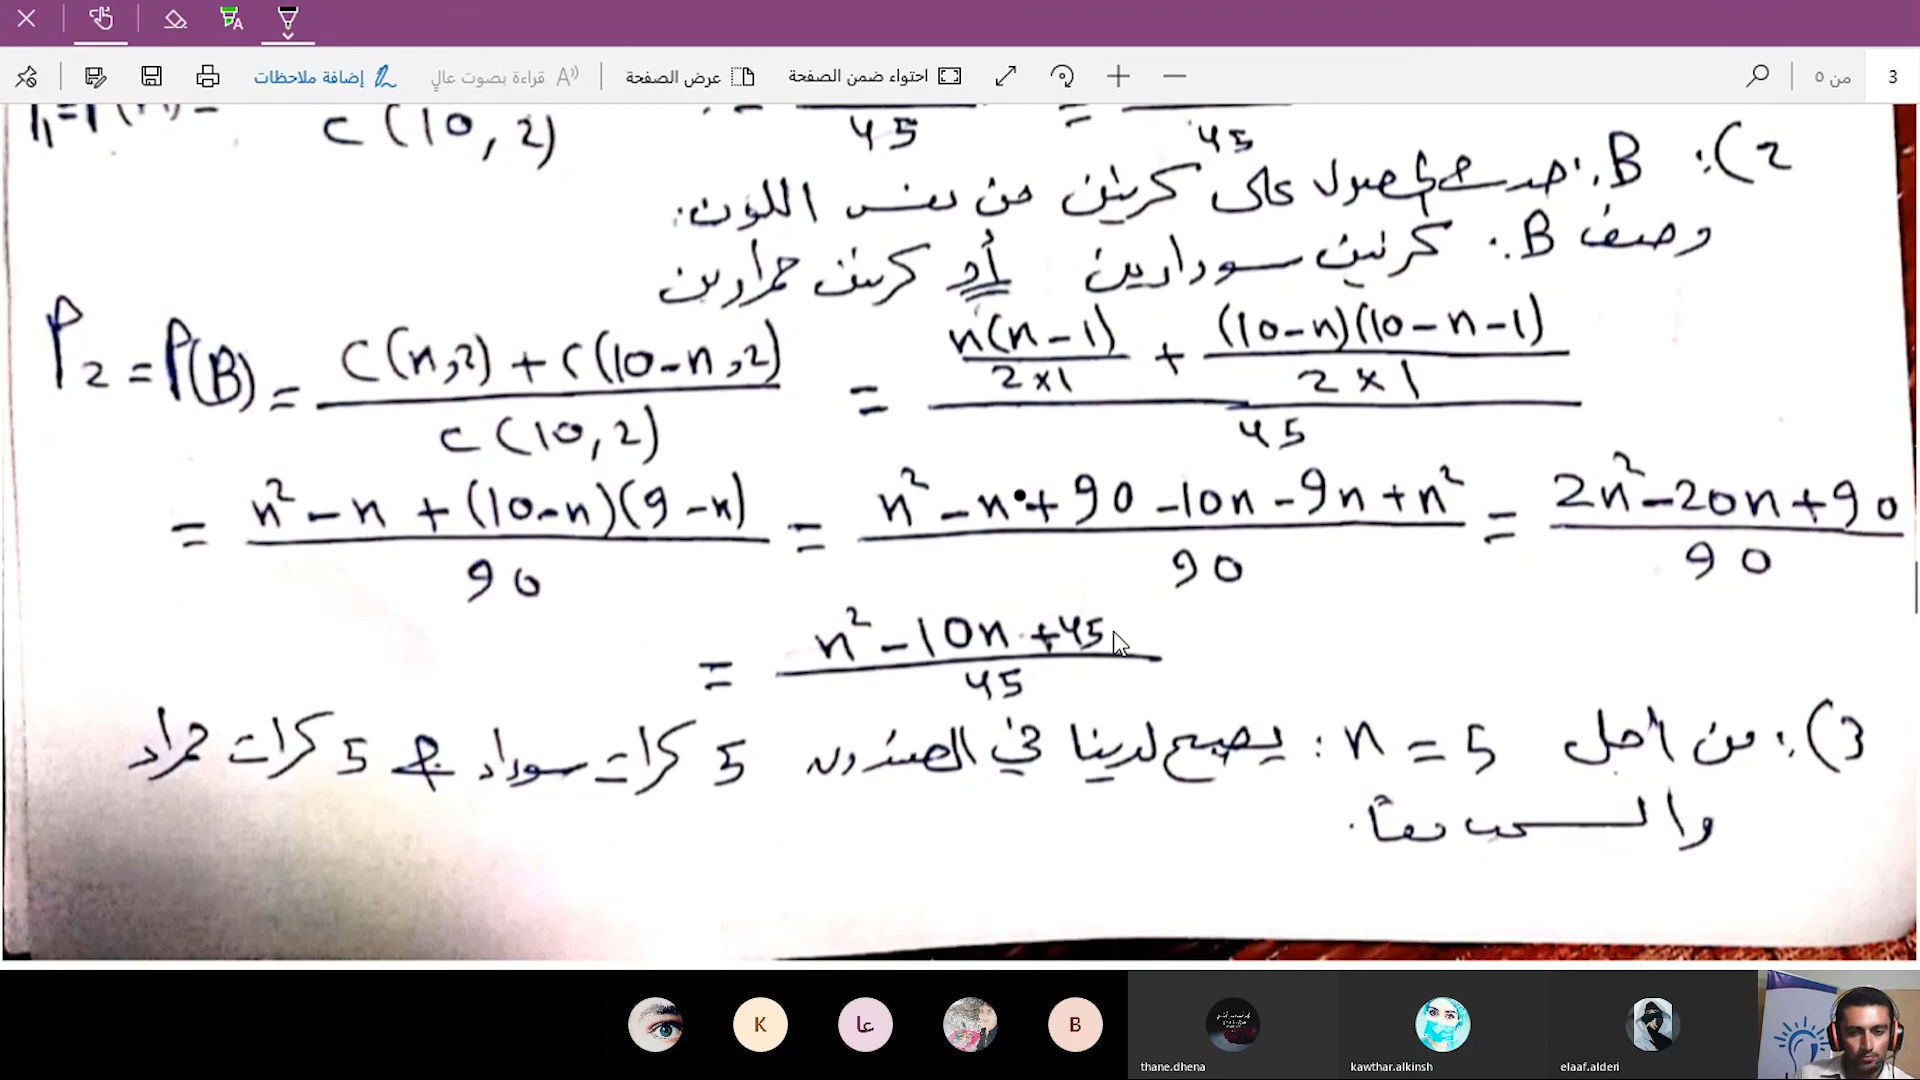 إضافة ملاحظات
قراءة بصوت عالٍ
عرض الصفحة
احتواء ضمن الصفحة
3 من ٥
C(10,2) 45 45
2): B: حدث الحصول على كرتين من نفس اللون.
وصف B: كرتين سوداوين أو كرتين حمراوين
P₂ = P(B) = (C(n,2) + C(10-n,2)) / C(10,2) = (n(n-1)/(2×1) + (10-n)(10-n-1)/(2×1)) / 45
= (n² - n + (10-n)(9-n)) / 90 = (n² - n + 90 - 10n - 9n + n²) / 90 = (2n² - 20n + 90) / 90
= (n² - 10n + 45) / 45
3): من أجل n = 5 : يصبح لدينا في الصندوق 5 كرات سوداء و 5 كرات حمراء
والسحب معاً.
K
عا
B
thane.dhena
kawthar.alkinsh
elaaf.alderi